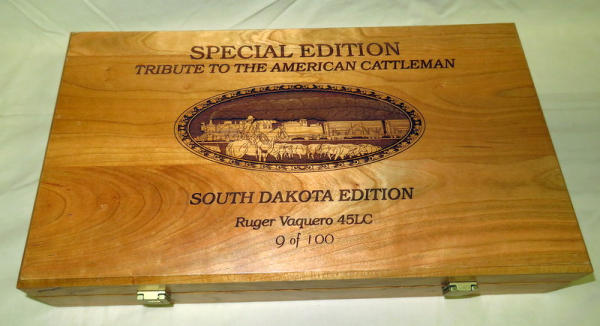 SPECIAL EDITION
TRIBUTE TO THE AMERICAN CATTLEMAN
SOUTH DAKOTA EDITION
Ruger Vaquero 45LC
9 of 100